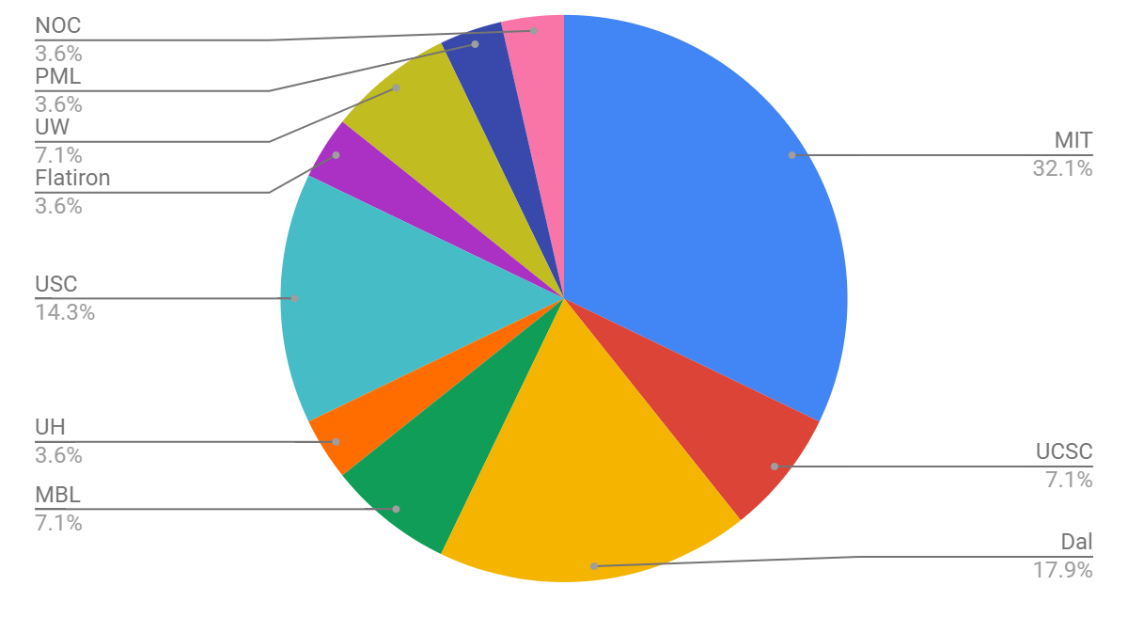 NOC
3.6%
PML
3.6%
UW
7.1%
Flatiron
3.6%
USC
14.3%
UH
3.6%
MBL
7.1%
MIT
32.1%
UCSC
7.1%
Dal
17.9%